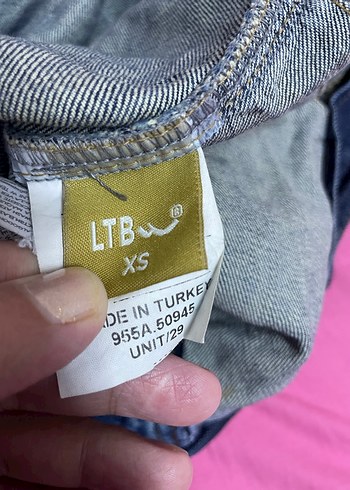 LTB ®
XS
ADE IN TURKEY
955A.50945
UNIT/29